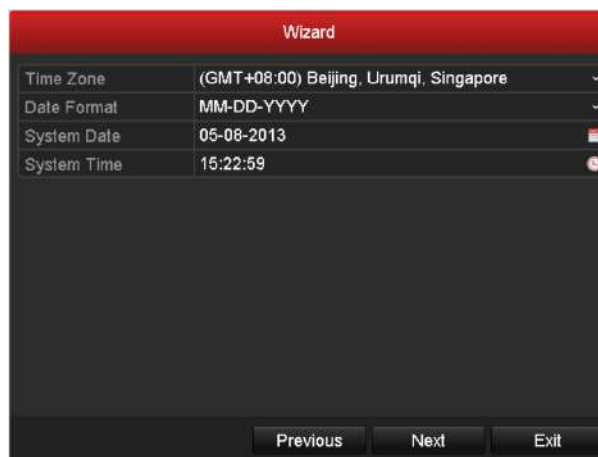 Wizard
Time Zone (GMT+08:00) Beijing, Urumqi, Singapore
Date Format MM-DD-YYYY
System Date 05-08-2013
System Time 15:22:59
Previous Next Exit